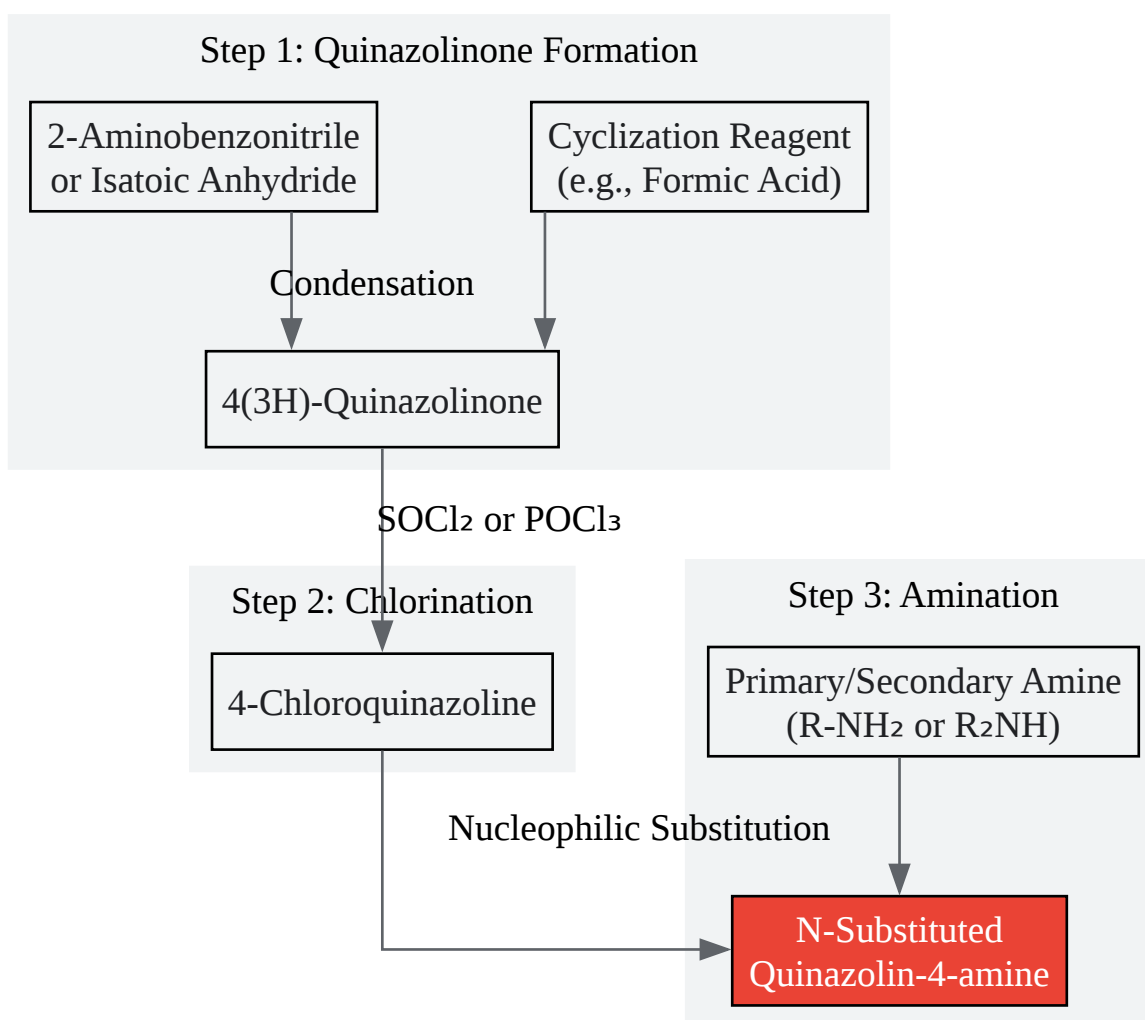 Step 1: Quinazolinone Formation
2-Aminobenzonitrile
or Isatoic Anhydride
Cyclization Reagent
(e.g., Formic Acid)
Condensation
4(3H)-Quinazolinone
SOCl₂ or POCl₃
Step 2: Chlorination
4-Chloroquinazoline
Step 3: Amination
Primary/Secondary Amine
(R-NH₂ or R₂NH)
Nucleophilic Substitution
N-Substituted
Quinazolin-4-amine